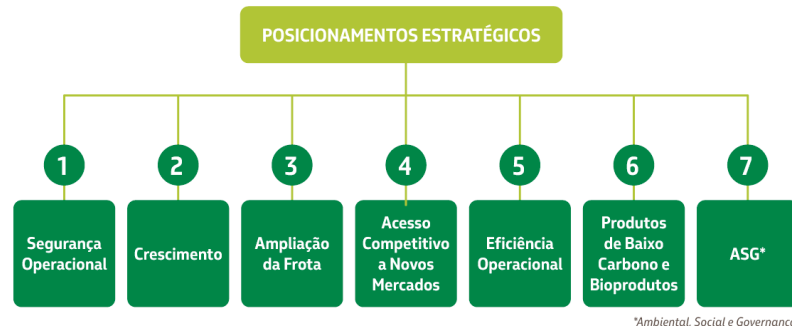 POSICIONAMENTOS ESTRATÉGICOS
1
2
3
4
5
6
7
Segurança
Operacional
Crescimento
Ampliação
da Frota
Acesso
Competitivo
a Novos
Mercados
Eficiência
Operacional
Produtos
de Baixo
Carbono e
Bioprodutos
ASG*
*Ambiental, Social e Governança